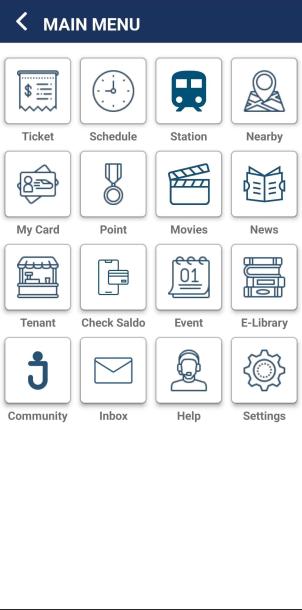 MAIN MENU
Ticket Schedule Station Nearby
My Card Point Movies News
01
Tenant Check Saldo Event E-Library
Community Inbox Help Settings